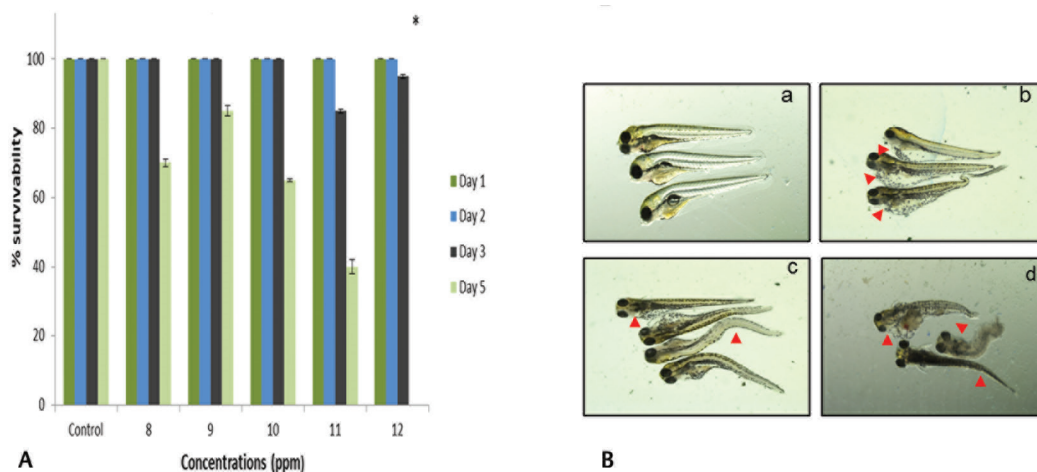 *
100
80
60
40
20
0
% survivability
Control 8 9 10 11 12
Concentrations (ppm)
Day 1
Day 2
Day 3
Day 5
A
a
b
c
d
B